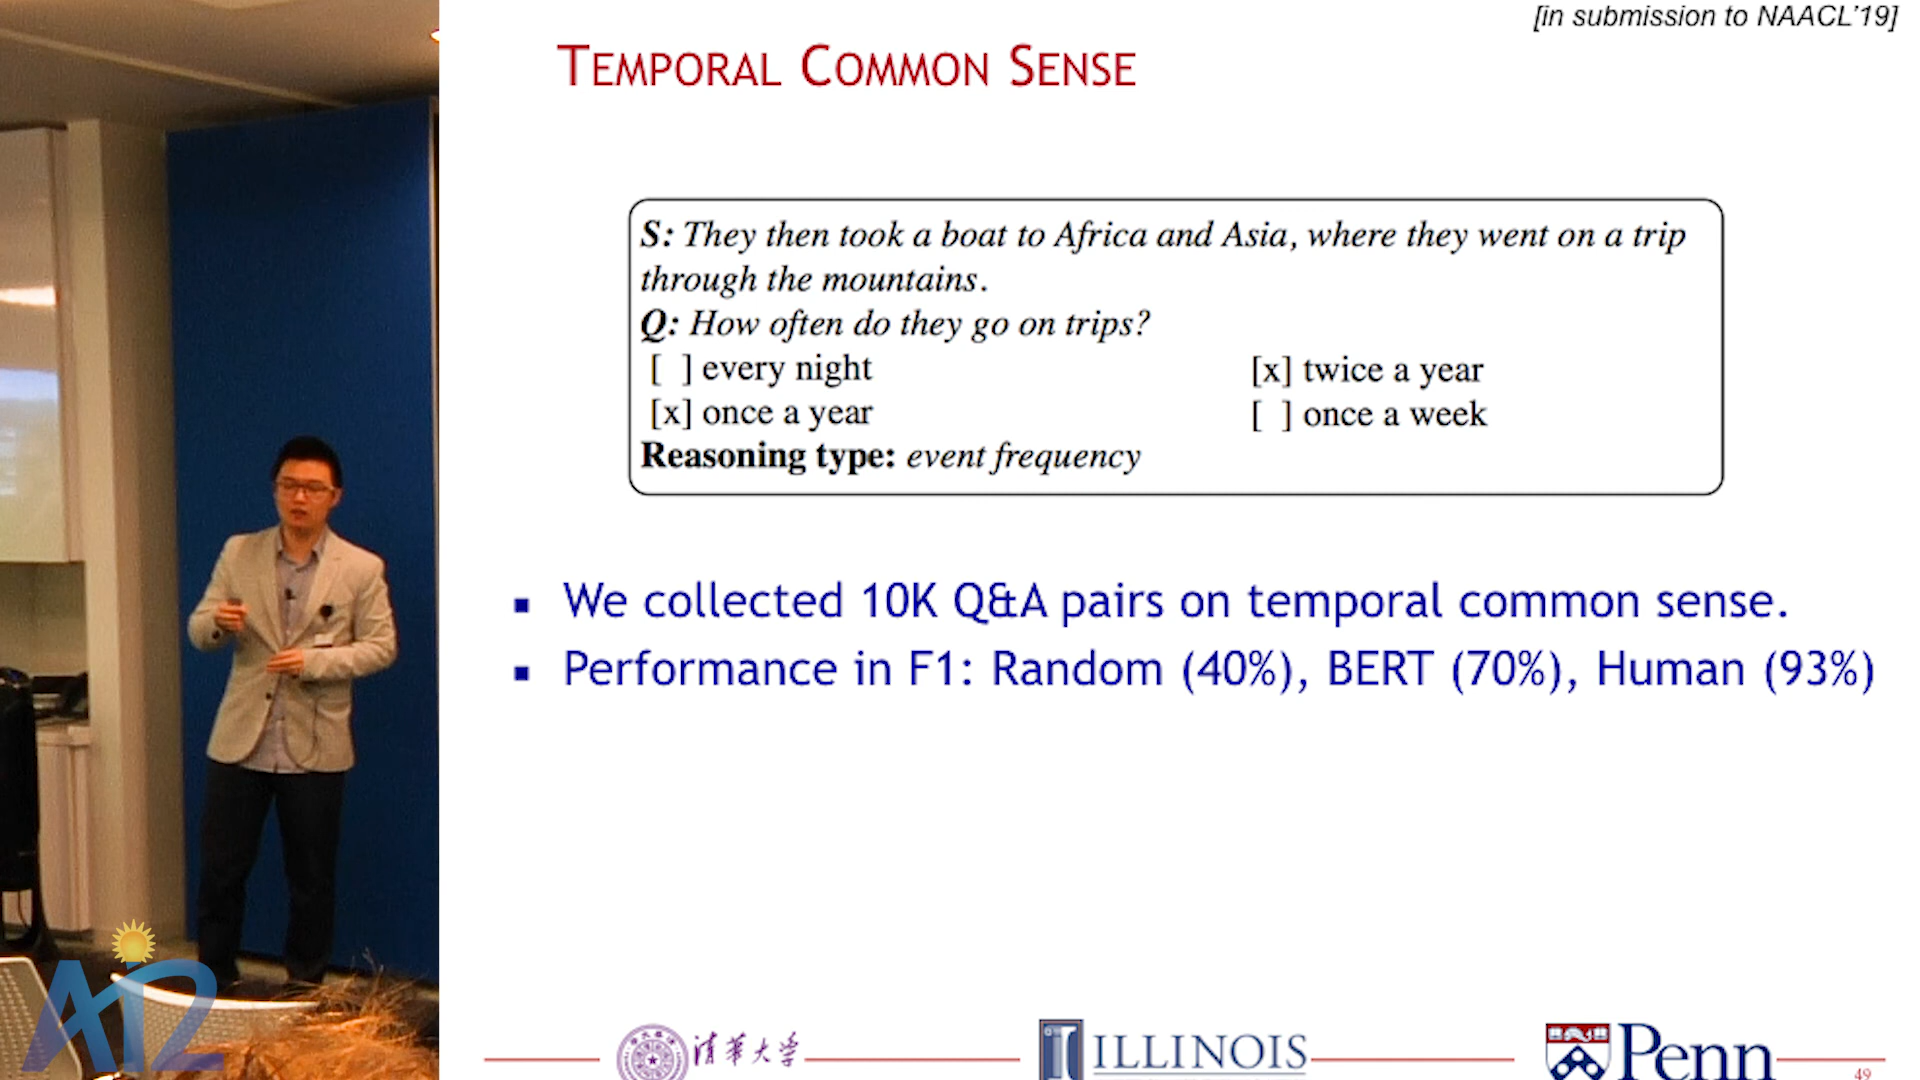 [in submission to NAACL'19]
TEMPORAL COMMON SENSE
S: They then took a boat to Africa and Asia, where they went on a trip
through the mountains.
Q: How often do they go on trips?
[ ] every night [x] twice a year
[x] once a year [ ] once a week
Reasoning type: event frequency
▪ We collected 10K Q&A pairs on temporal common sense.
▪ Performance in F1: Random (40%), BERT (70%), Human (93%)
AI2
清華大学
ILLINOIS
Penn
49